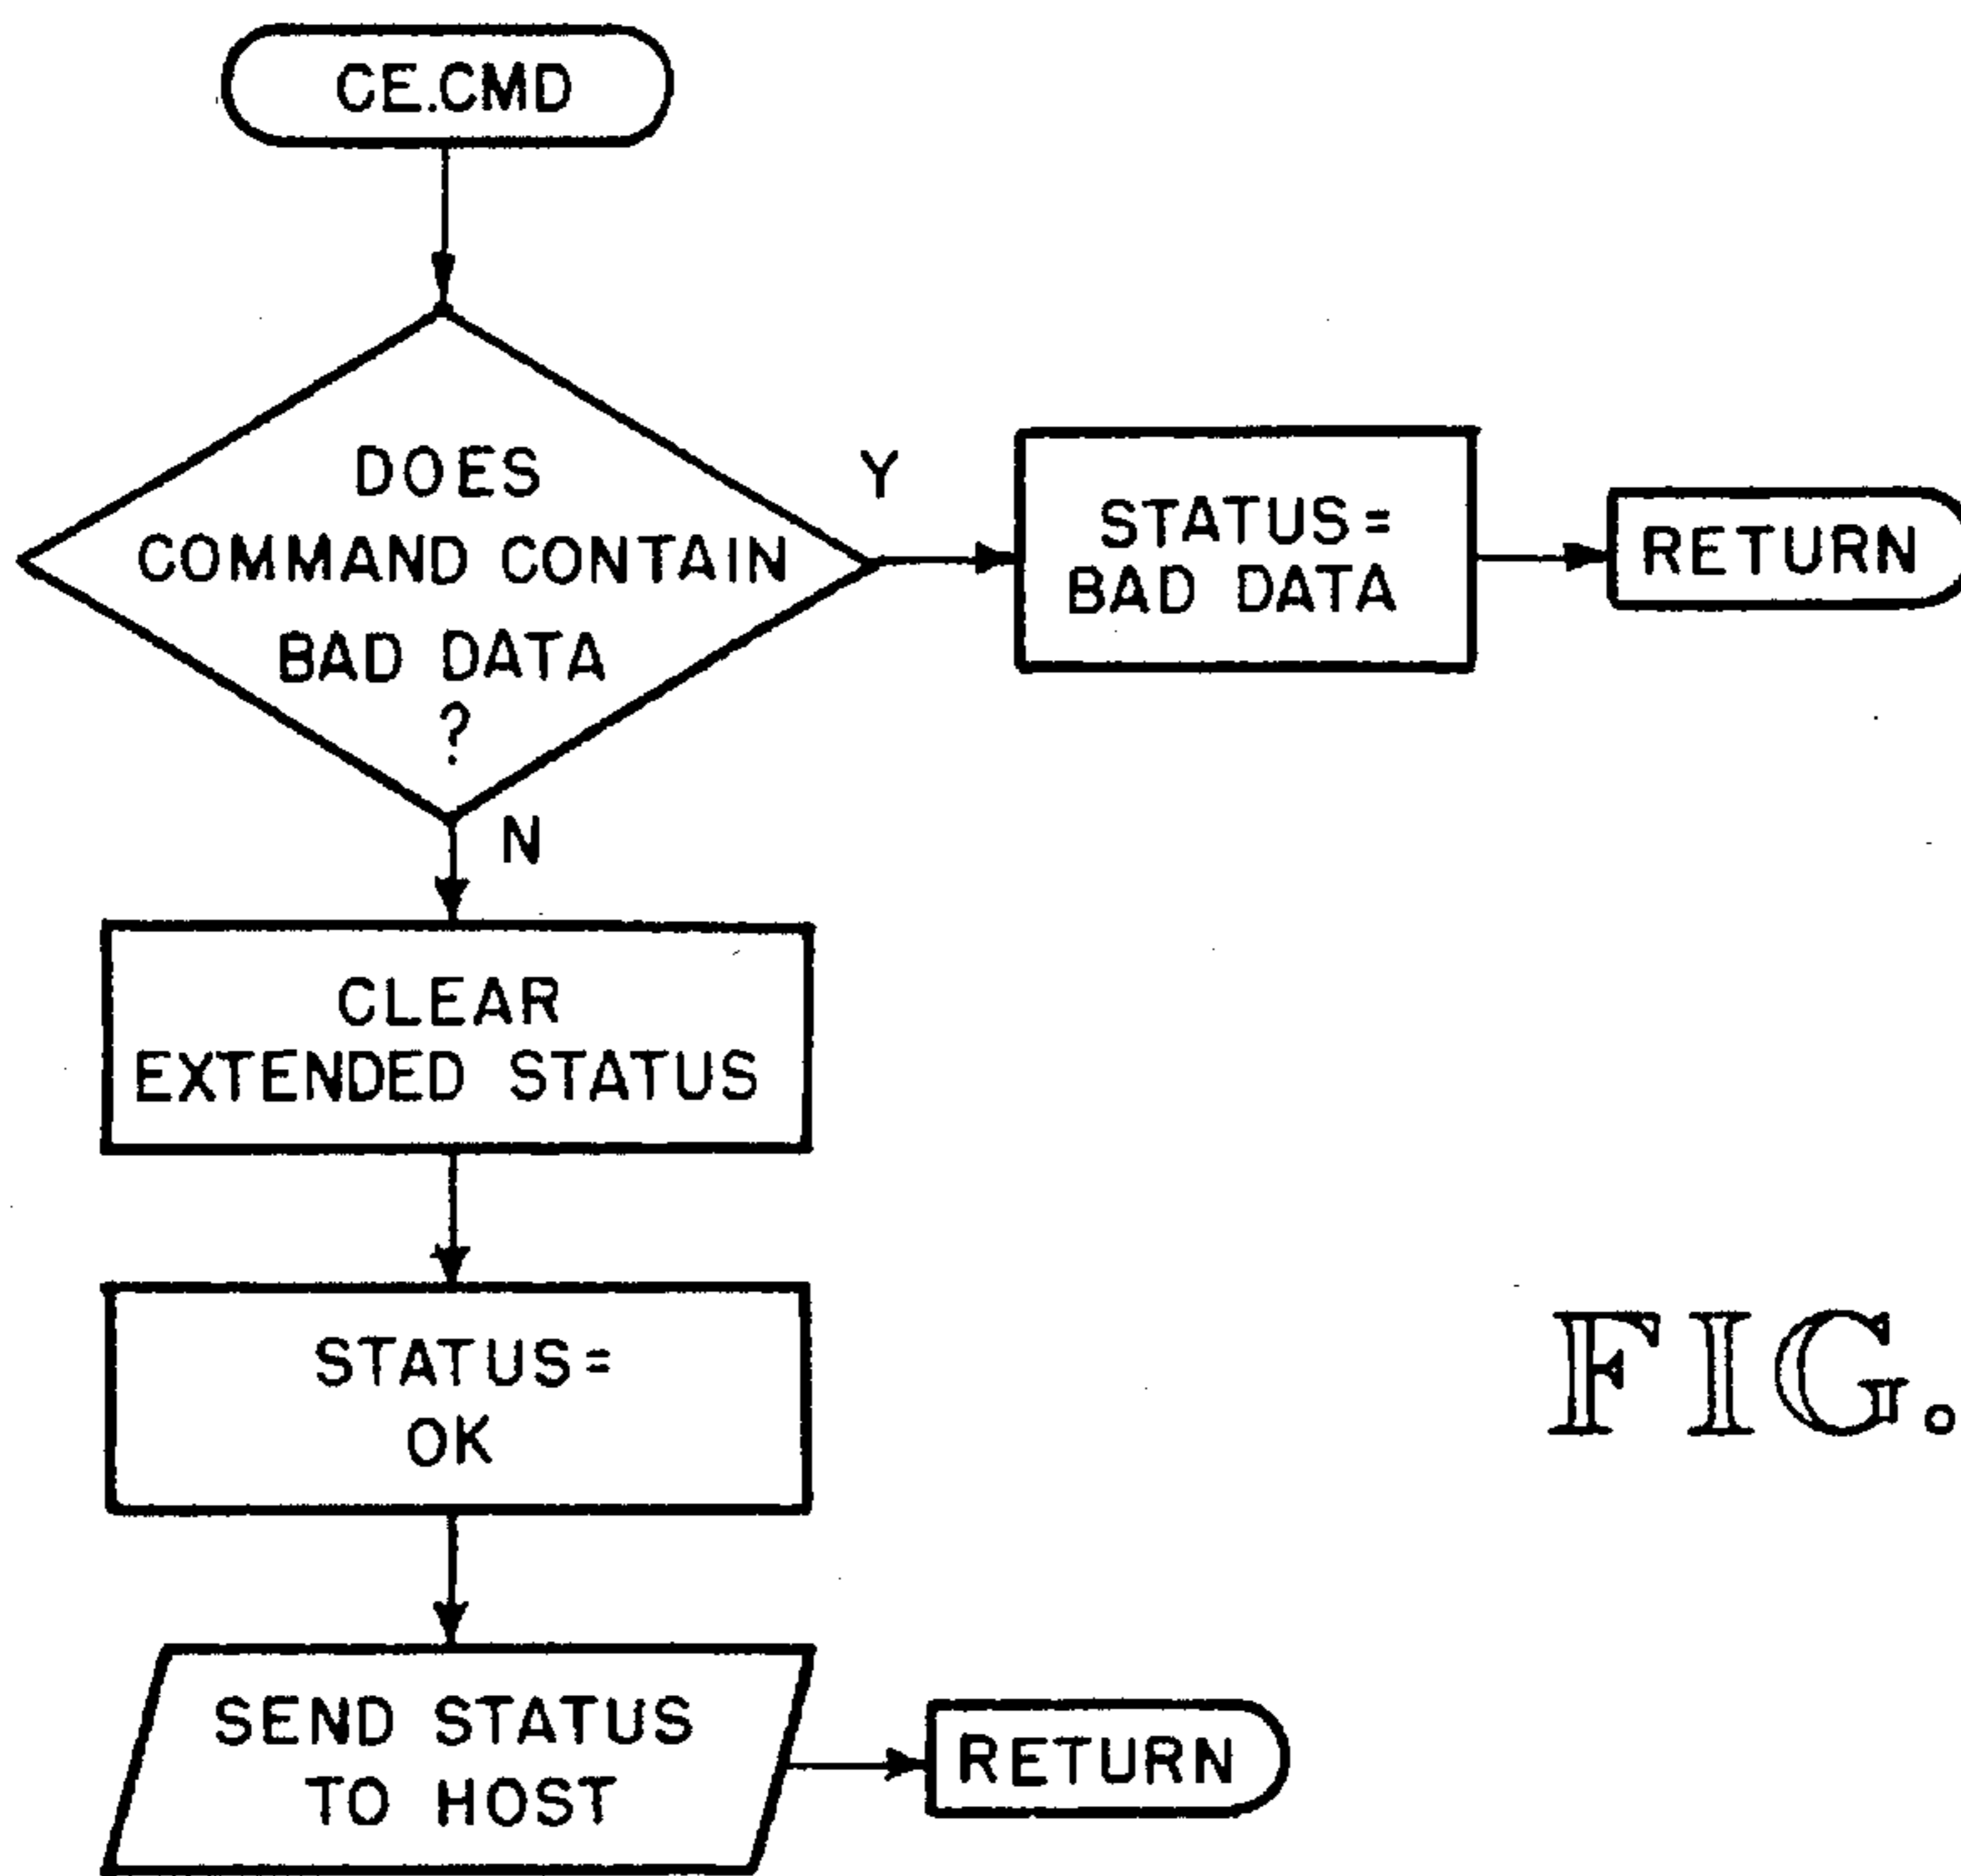 CE.CMD
DOES
COMMAND CONTAIN
BAD DATA
?
Y
STATUS=
BAD DATA
RETURN
N
CLEAR
EXTENDED STATUS
STATUS=
OK
SEND STATUS
TO HOST
RETURN
FIG.